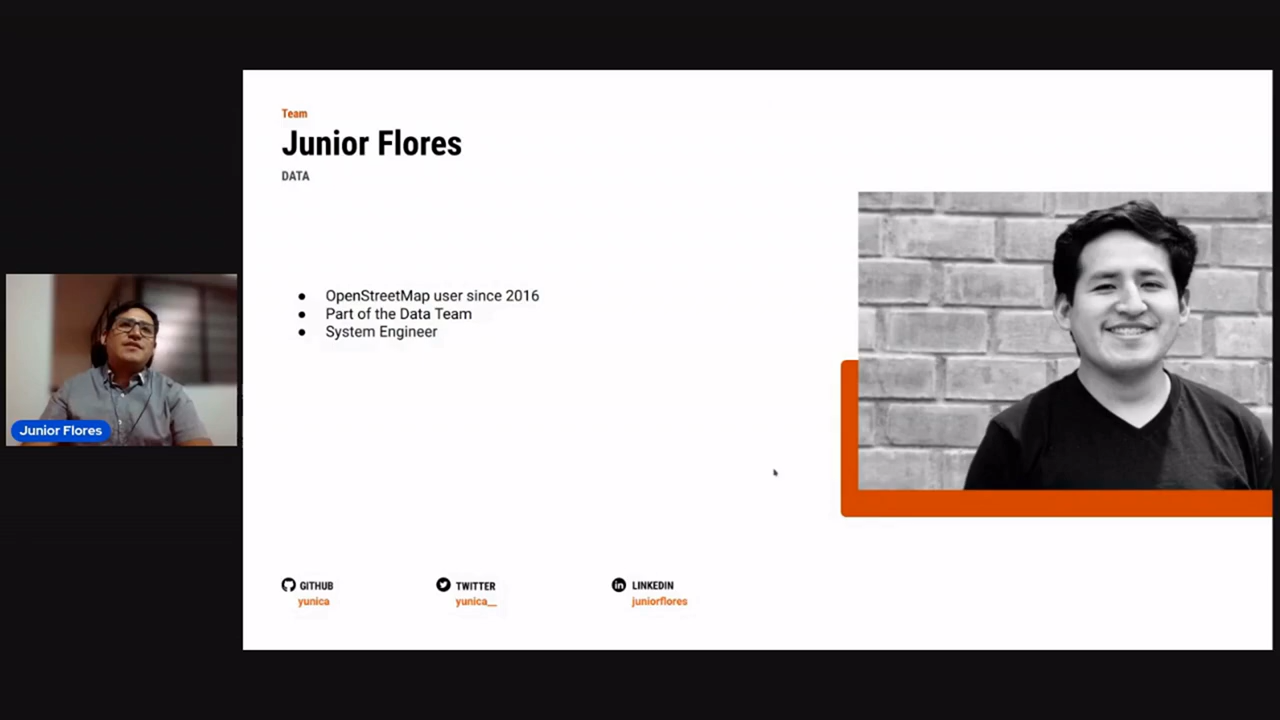 Team
Junior Flores
DATA
● OpenStreetMap user since 2016
● Part of the Data Team
● System Engineer
Junior Flores
GITHUB
yunica
TWITTER
yunica__
LINKEDIN
juniorflores